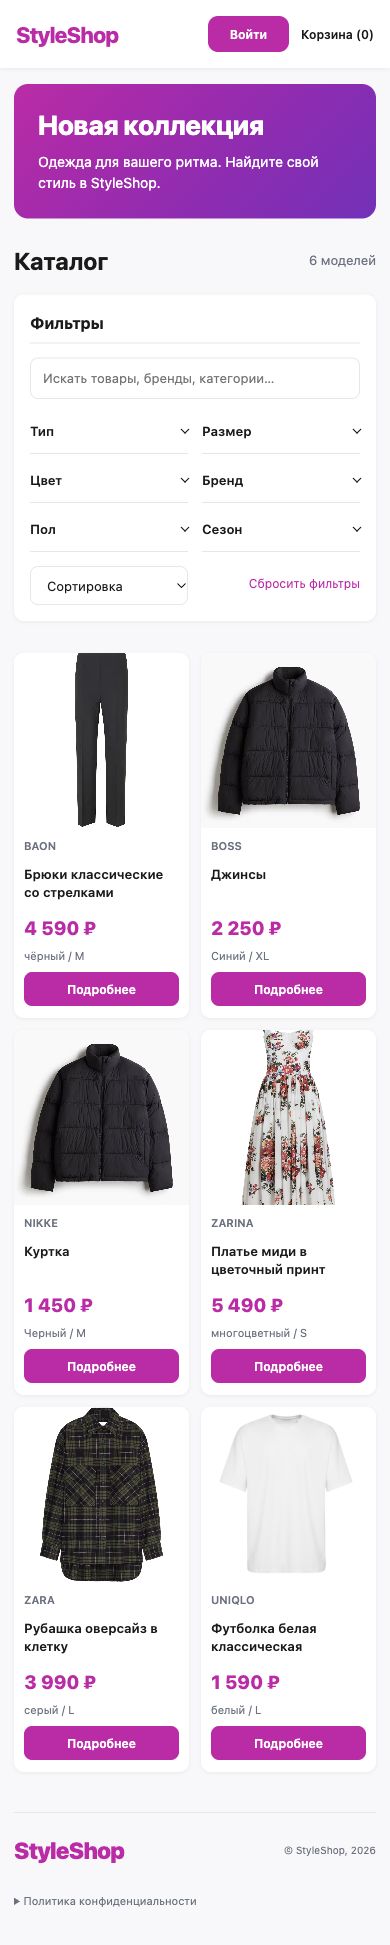 StyleShop
Войти
Корзина (0)
Новая коллекция
Одежда для вашего ритма. Найдите свой
стиль в StyleShop.
Каталог
6 моделей
Фильтры
Искать товары, бренды, категории...
Тип
Размер
Цвет
Бренд
Пол
Сезон
Сортировка
Сбросить фильтры
BAON
Брюки классические
со стрелками
4 590 ₽
чёрный / M
Подробнее
BOSS
Джинсы
2 250 ₽
Синий / XL
Подробнее
NIKKE
Куртка
1 450 ₽
Черный / M
Подробнее
ZARINA
Платье миди в
цветочный принт
5 490 ₽
многоцветный / S
Подробнее
ZARA
Рубашка оверсайз в
клетку
3 990 ₽
серый / L
Подробнее
UNIQLO
Футболка белая
классическая
1 590 ₽
белый / L
Подробнее
StyleShop
© StyleShop, 2026
Политика конфиденциальности